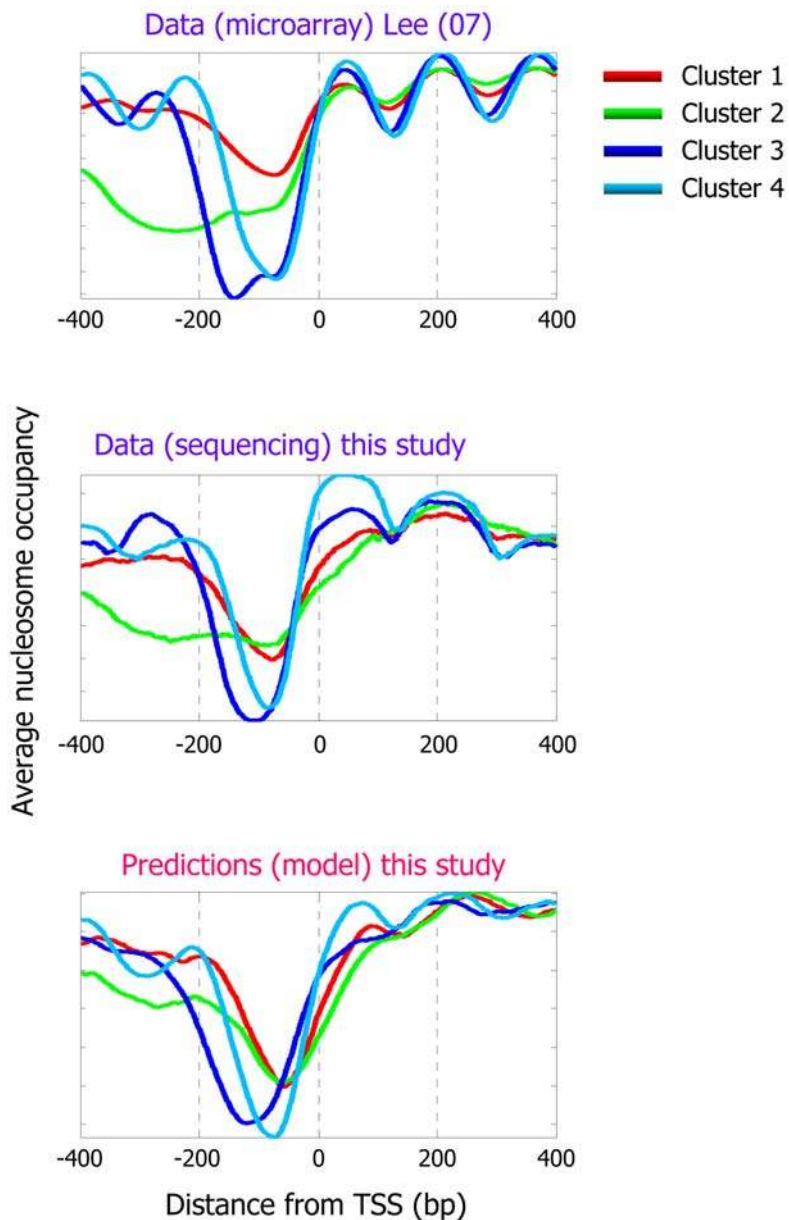 Data (microarray) Lee (07)
Cluster 1
Cluster 2
Cluster 3
Cluster 4
-400 -200 0 200 400
Average nucleosome occupancy
Data (sequencing) this study
-400 -200 0 200 400
Predictions (model) this study
-400 -200 0 200 400
Distance from TSS (bp)